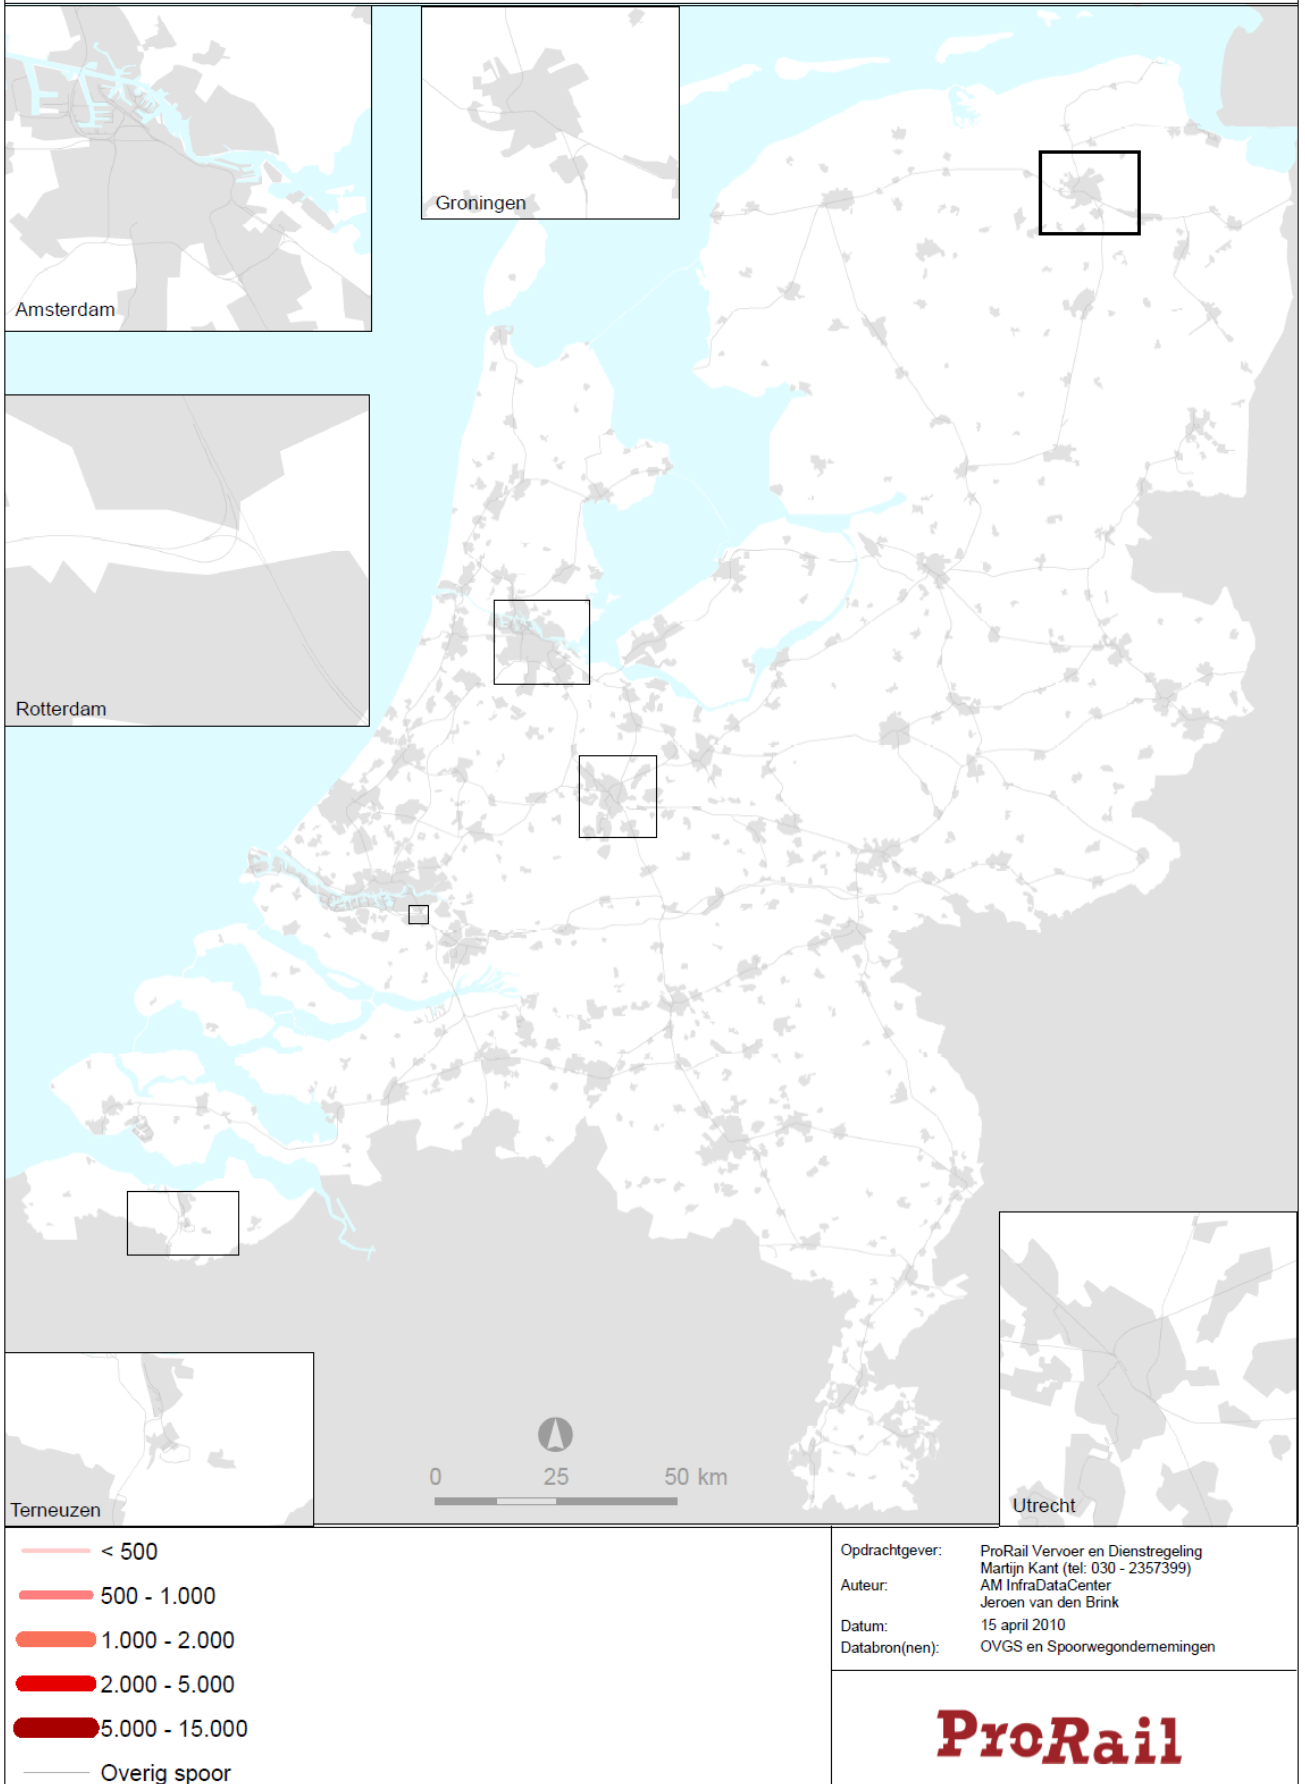 Amsterdam
Groningen
Rotterdam
Terneuzen
0 25 50 km
Utrecht
< 500
500 - 1.000
1.000 - 2.000
2.000 - 5.000
5.000 - 15.000
Overig spoor
Opdrachtgever: ProRail Vervoer en Dienstregeling
Martijn Kant (tel: 030 - 2357399)
Auteur: AM InfraDataCenter
Jeroen van den Brink
Datum: 15 april 2010
Databron(nen): OVGS en Spoorwegondernemingen
ProRail